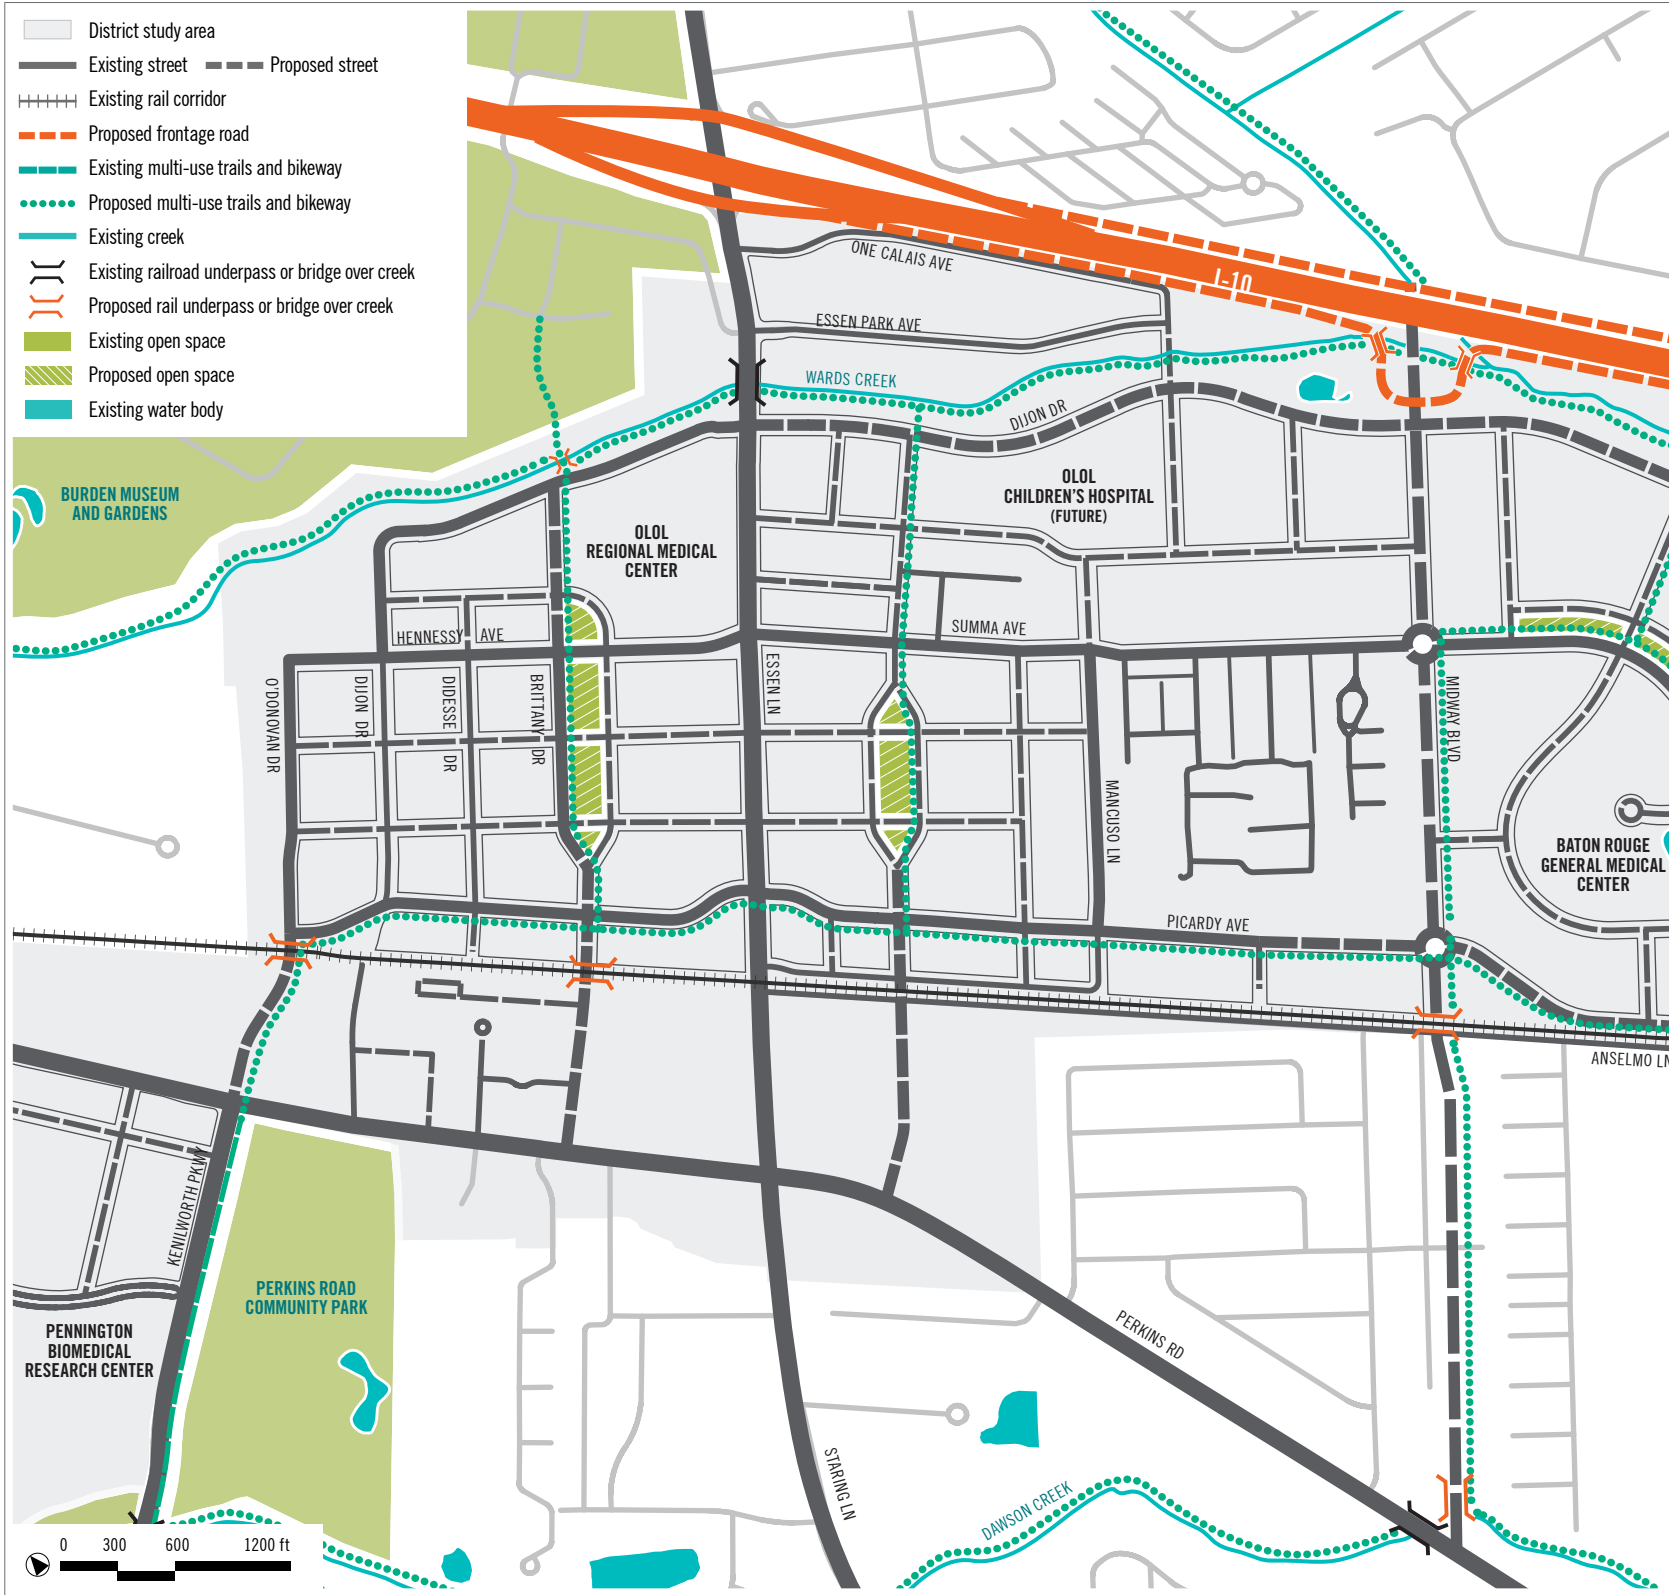 District study area
Existing street
Proposed street
Existing rail corridor
Proposed frontage road
Existing multi-use trails and bikeway
Proposed multi-use trails and bikeway
Existing creek
Existing railroad underpass or bridge over creek
Proposed rail underpass or bridge over creek
Existing open space
Proposed open space
Existing water body
ONE CALAIS AVE
I-10
ESSEN PARK AVE
WARDS CREEK
DIJON DR
BURDEN MUSEUM
AND GARDENS
OLOL
REGIONAL MEDICAL
CENTER
OLOL
CHILDREN'S HOSPITAL
(FUTURE)
HENNESSY AVE
SUMMA AVE
O'DONOVAN DR
DIJON DR
DIDESSE DR
BRITTANY DR
ESSEN LN
MANCUSO LN
MIDWAY BLVD
BATON ROUGE
GENERAL MEDICAL
CENTER
PICARDY AVE
ANSELMO LN
KENILWORTH PKWY
PERKINS ROAD
COMMUNITY PARK
PENNINGTON
BIOMEDICAL
RESEARCH CENTER
PERKINS RD
STARING LN
DAWSON CREEK
0 300 600 1200 ft